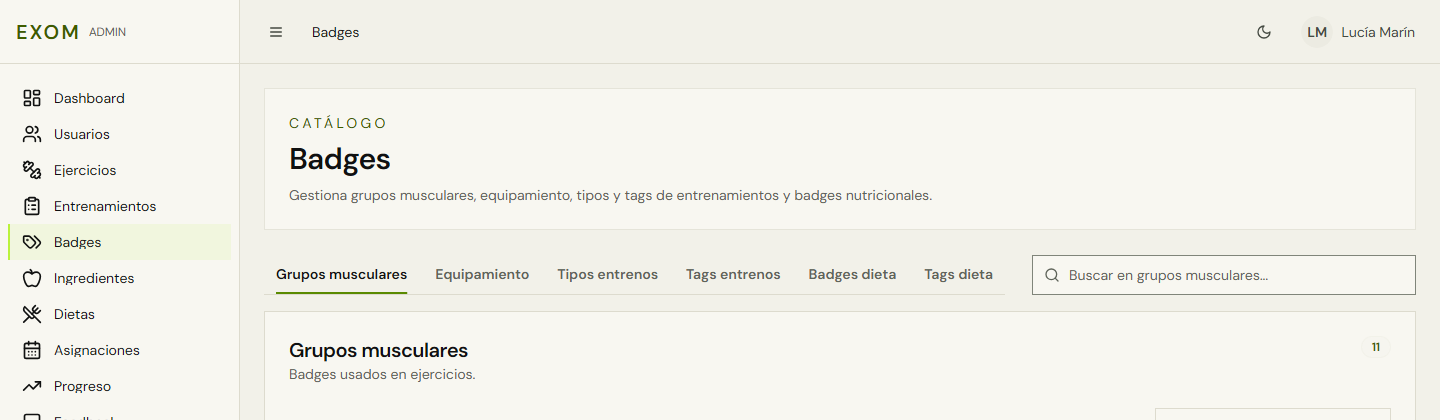 EXOM ADMIN
Badges
LM Lucía Marín
Dashboard
Usuarios
Ejercicios
Entrenamientos
Badges
Ingredientes
Dietas
Asignaciones
Progreso
CATÁLOGO
Badges
Gestiona grupos musculares, equipamiento, tipos y tags de entrenamientos y badges nutricionales.
Grupos musculares Equipamiento Tipos entrenos Tags entrenos Badges dieta Tags dieta
Buscar en grupos musculares...
Grupos musculares
11
Badges usados en ejercicios.